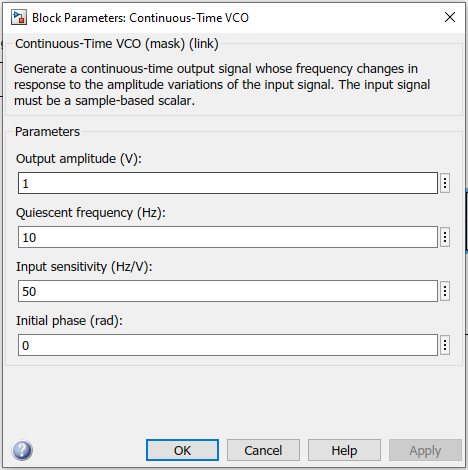 Block Parameters: Continuous-Time VCO
Continuous-Time VCO (mask) (link)
Generate a continuous-time output signal whose frequency changes in
response to the amplitude variations of the input signal. The input signal
must be a sample-based scalar.
Parameters
Output amplitude (V):
1
Quiescent frequency (Hz):
10
Input sensitivity (Hz/V):
50
Initial phase (rad):
0
OK Cancel Help Apply